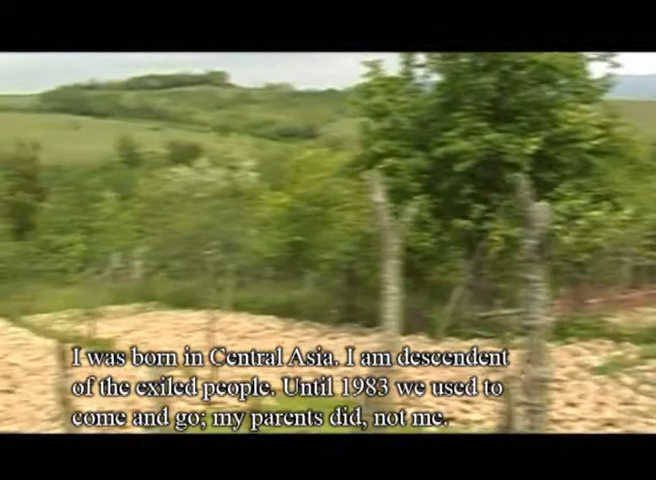 I was born in Central Asia. I am descendent
of the exiled people. Until 1983 we used to
come and go; my parents did, not me.